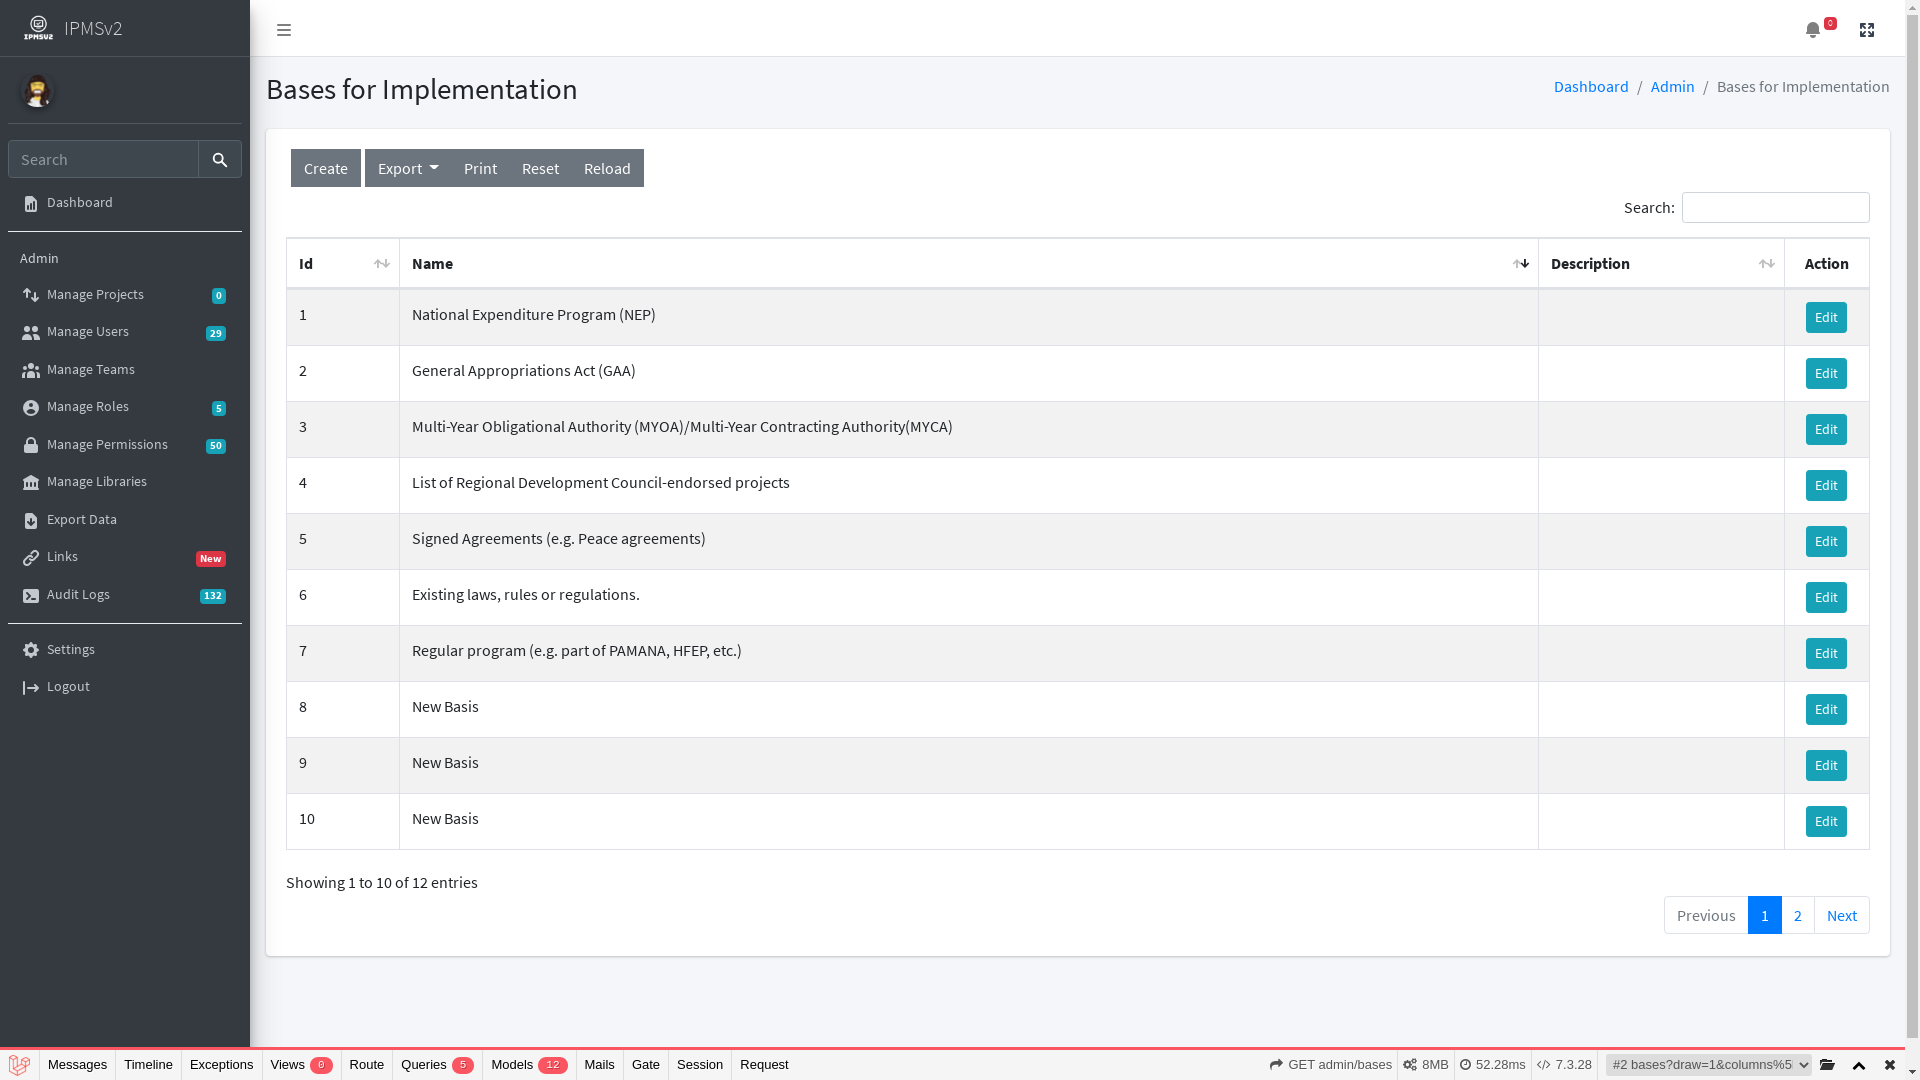 IPMSV2 IPMSv2
0
Bases for Implementation
Dashboard / Admin / Bases for Implementation
Search
Dashboard
Admin
Manage Projects 0
Manage Users 29
Manage Teams
Manage Roles 5
Manage Permissions 50
Manage Libraries
Export Data
Links New
Audit Logs 132
Settings
Logout
Create Export Print Reset Reload
Search:
Id Name Description Action
1 National Expenditure Program (NEP) Edit
2 General Appropriations Act (GAA) Edit
3 Multi-Year Obligational Authority (MYOA)/Multi-Year Contracting Authority(MYCA) Edit
4 List of Regional Development Council-endorsed projects Edit
5 Signed Agreements (e.g. Peace agreements) Edit
6 Existing laws, rules or regulations. Edit
7 Regular program (e.g. part of PAMANA, HFEP, etc.) Edit
8 New Basis Edit
9 New Basis Edit
10 New Basis Edit
Showing 1 to 10 of 12 entries
Previous 1 2 Next
Messages Timeline Exceptions Views 0 Route Queries 5 Models 12 Mails Gate Session Request GET admin/bases 8MB 52.28ms 7.3.28 #2 bases?draw=1&columns%5